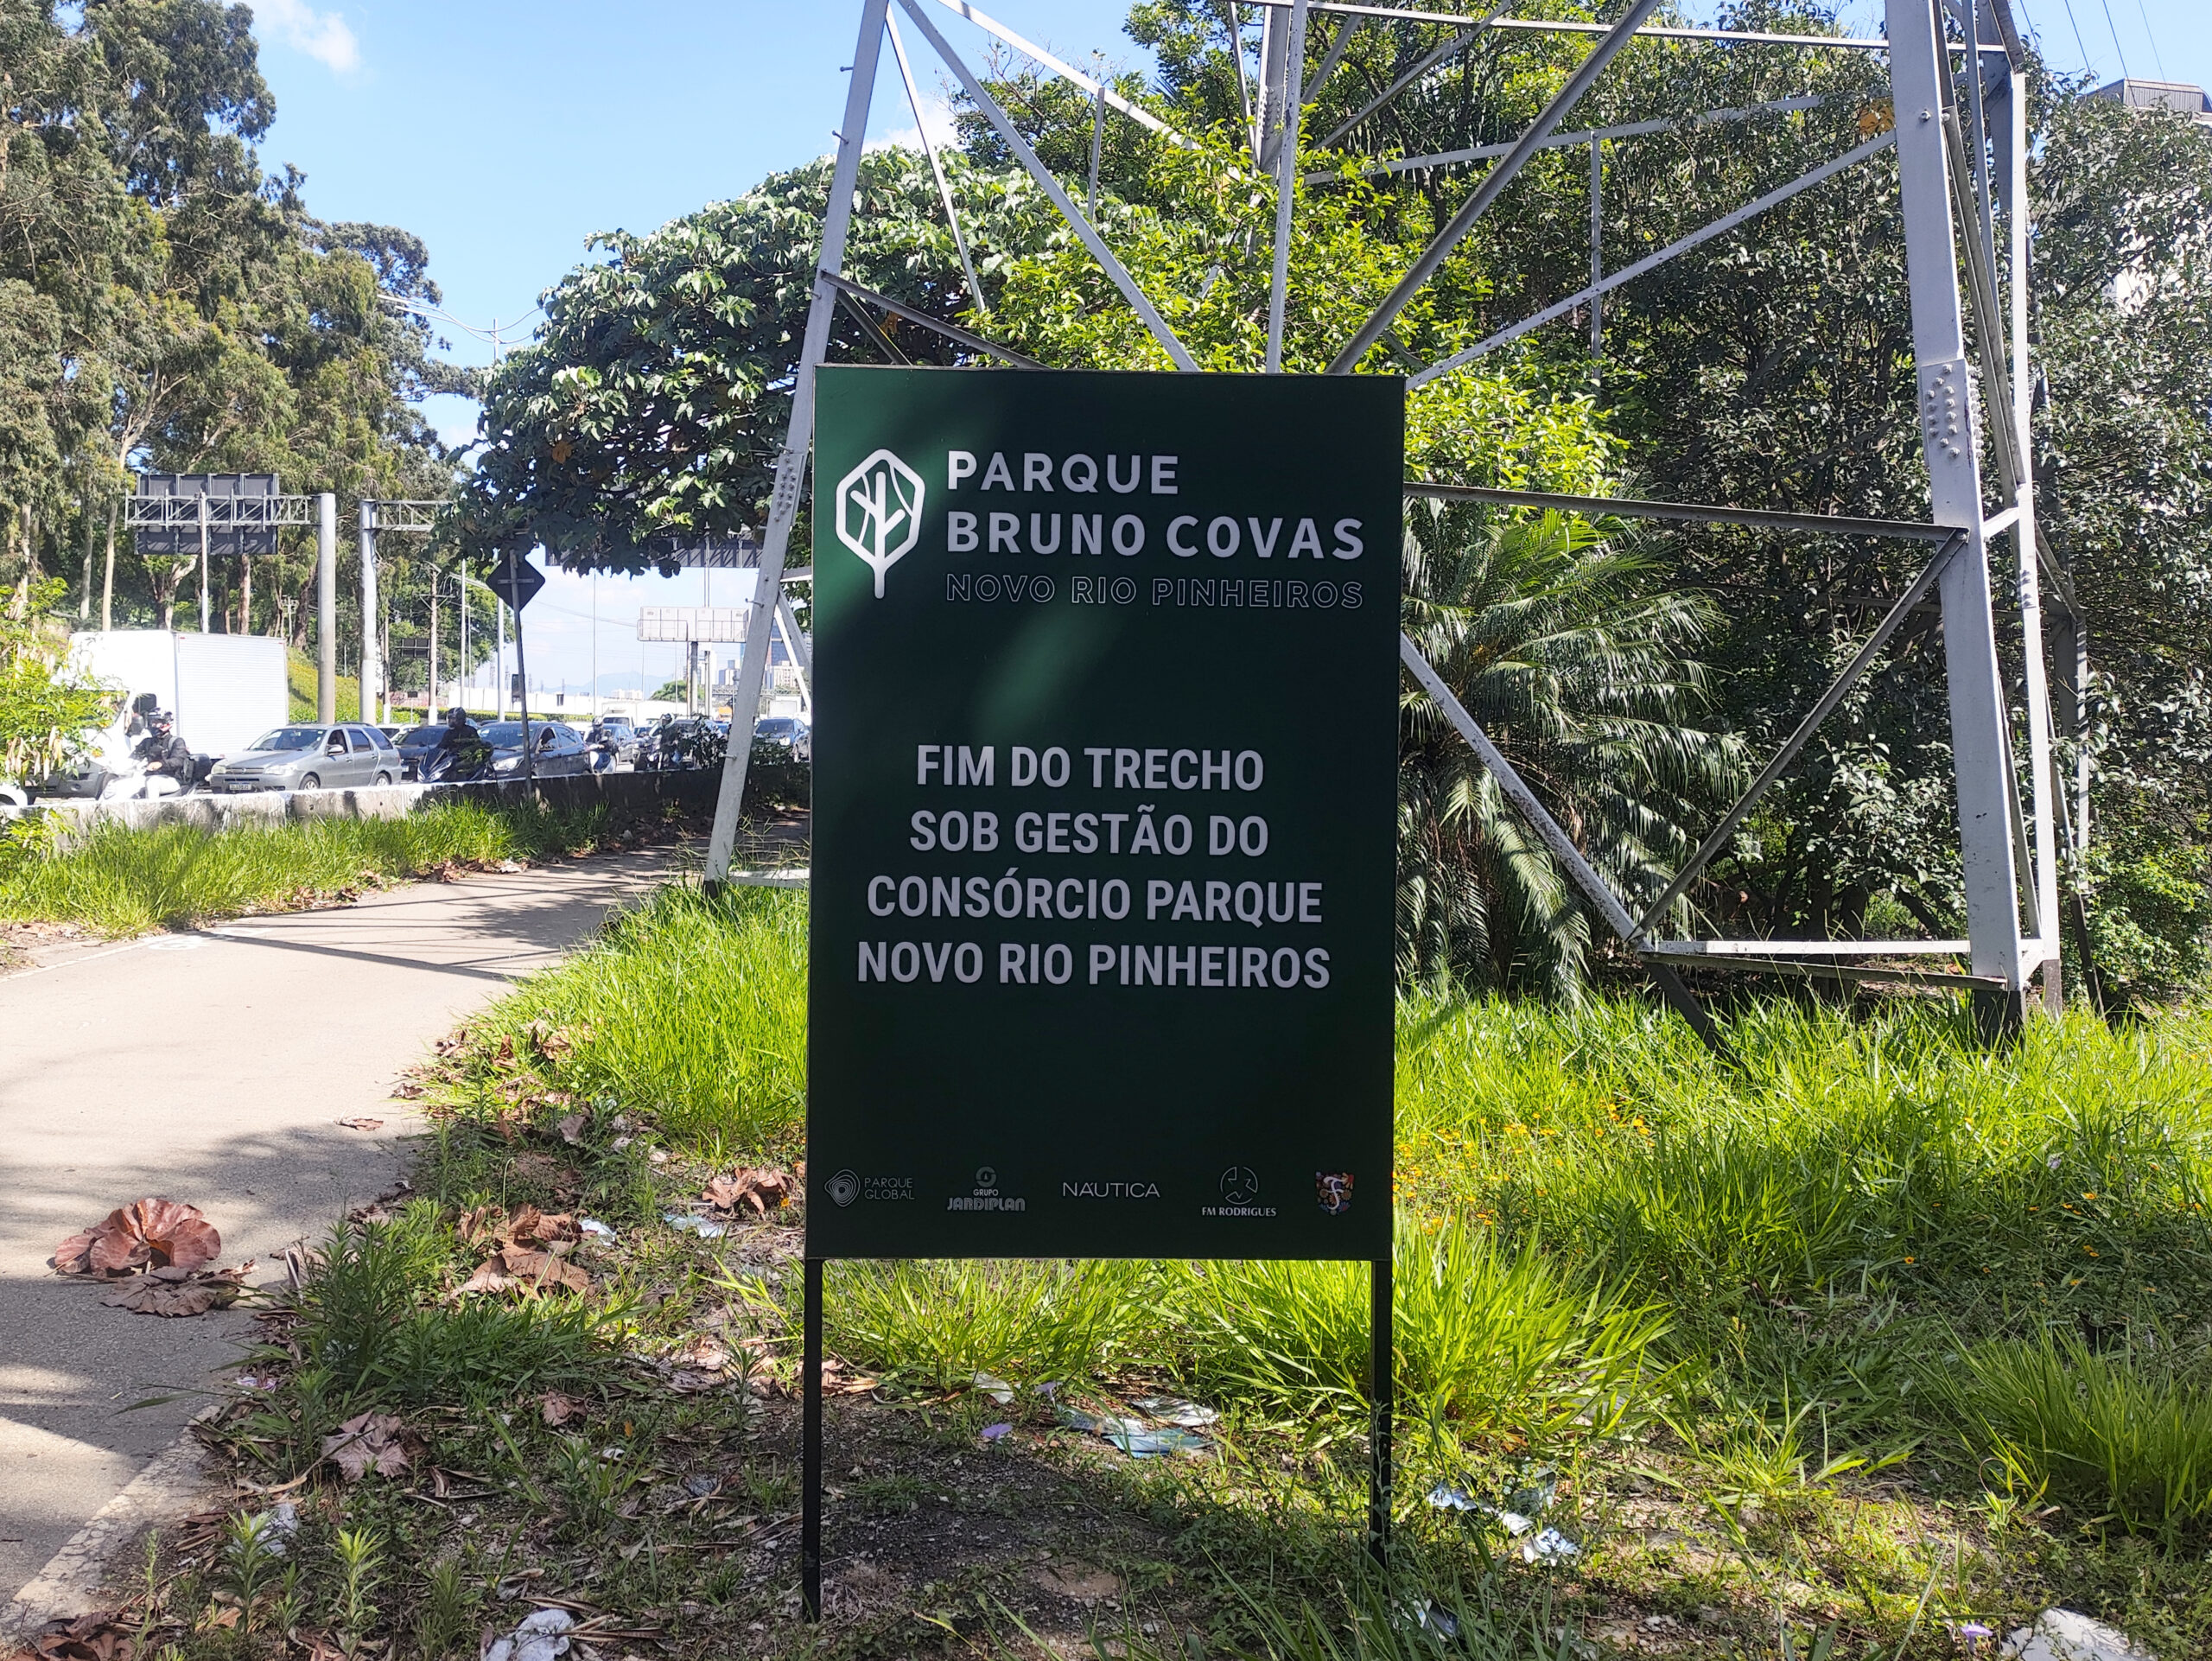 PARQUE
BRUNO COVAS
NOVO RIO PINHEIROS
FIM DO TRECHO
SOB GESTÃO DO
CONSÓRCIO PARQUE
NOVO RIO PINHEIROS
PARQUE
GLOBAL
GRUPO
JARDIPLAN
NÁUTICA
FM RODRIGUES